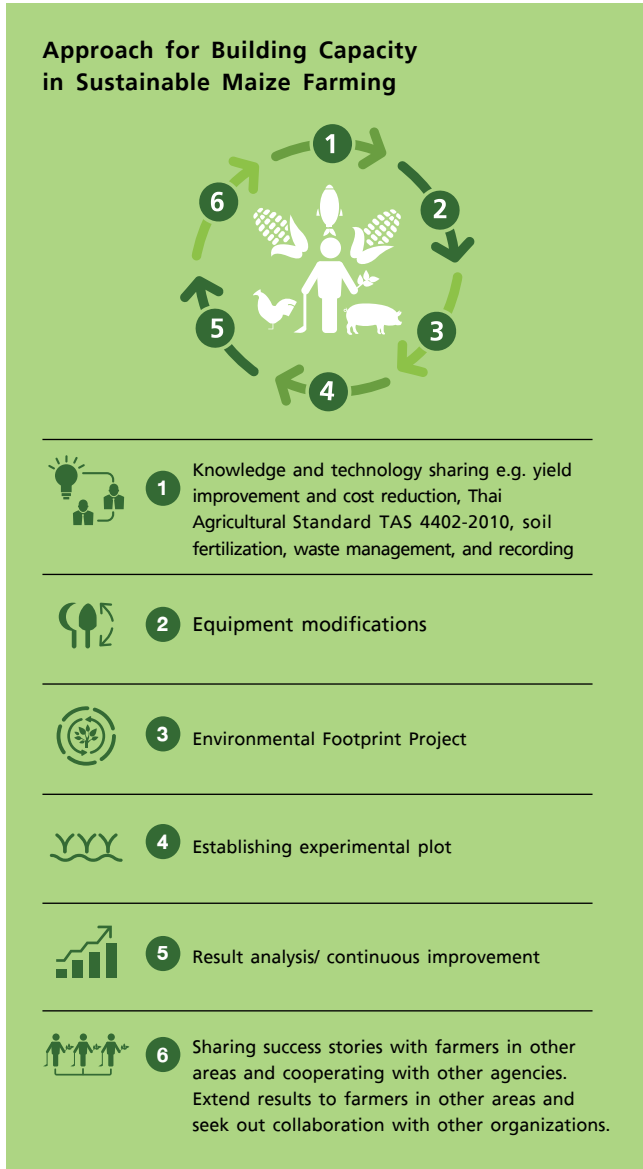 Approach for Building Capacity
in Sustainable Maize Farming
1
2
3
4
5
6
1
Knowledge and technology sharing e.g. yield
improvement and cost reduction, Thai
Agricultural Standard TAS 4402-2010, soil
fertilization, waste management, and recording
2
Equipment modifications
3
Environmental Footprint Project
4
Establishing experimental plot
5
Result analysis/ continuous improvement
6
Sharing success stories with farmers in other
areas and cooperating with other agencies.
Extend results to farmers in other areas and
seek out collaboration with other organizations.